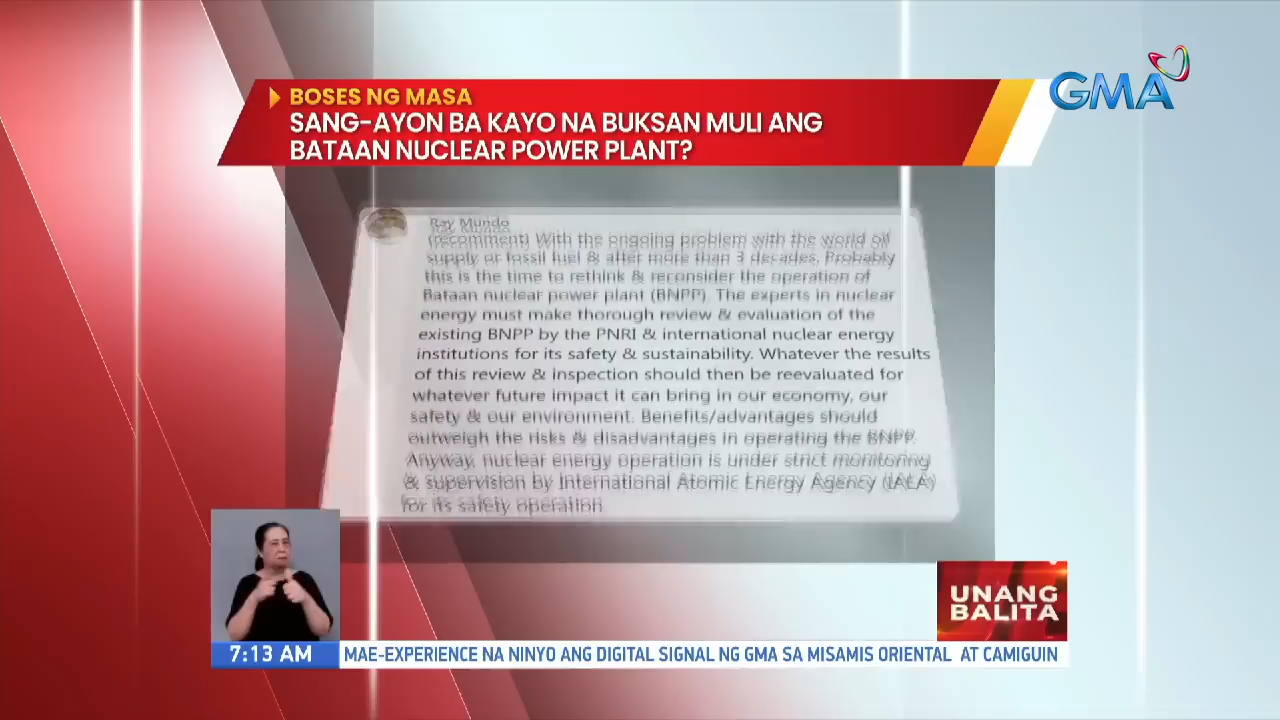 GMA
BOSES NG MASA
SANG-AYON BA KAYO NA BUKSAN MULI ANG
BATAAN NUCLEAR POWER PLANT?
Ray Mundo
(recomment) With the ongoing problem with the world oil
supply or fossil fuel & after more than 3 decades, Probably
this is the time to rethink & reconsider the operation of
Bataan nuclear power plant (BNPP). The experts in nuclear
energy must make thorough review & evaluation of the
existing BNPP by the PNRI & international nuclear energy
institutions for its safety & sustainability. Whatever the results
of this review & inspection should then be reevaluated for
whatever future impact it can bring in our economy, our
safety & our environment. Benefits/advantages should
outweigh the risks & disadvantages in operating the BNPP.
Anyway, nuclear energy operation is under strict monitoring
& supervision by International Atomic Energy Agency (IALA)
for its safety operation
UNANG
BALITA
7:13 AM MAE-EXPERIENCE NA NINYO ANG DIGITAL SIGNAL NG GMA SA MISAMIS ORIENTAL AT CAMIGUIN